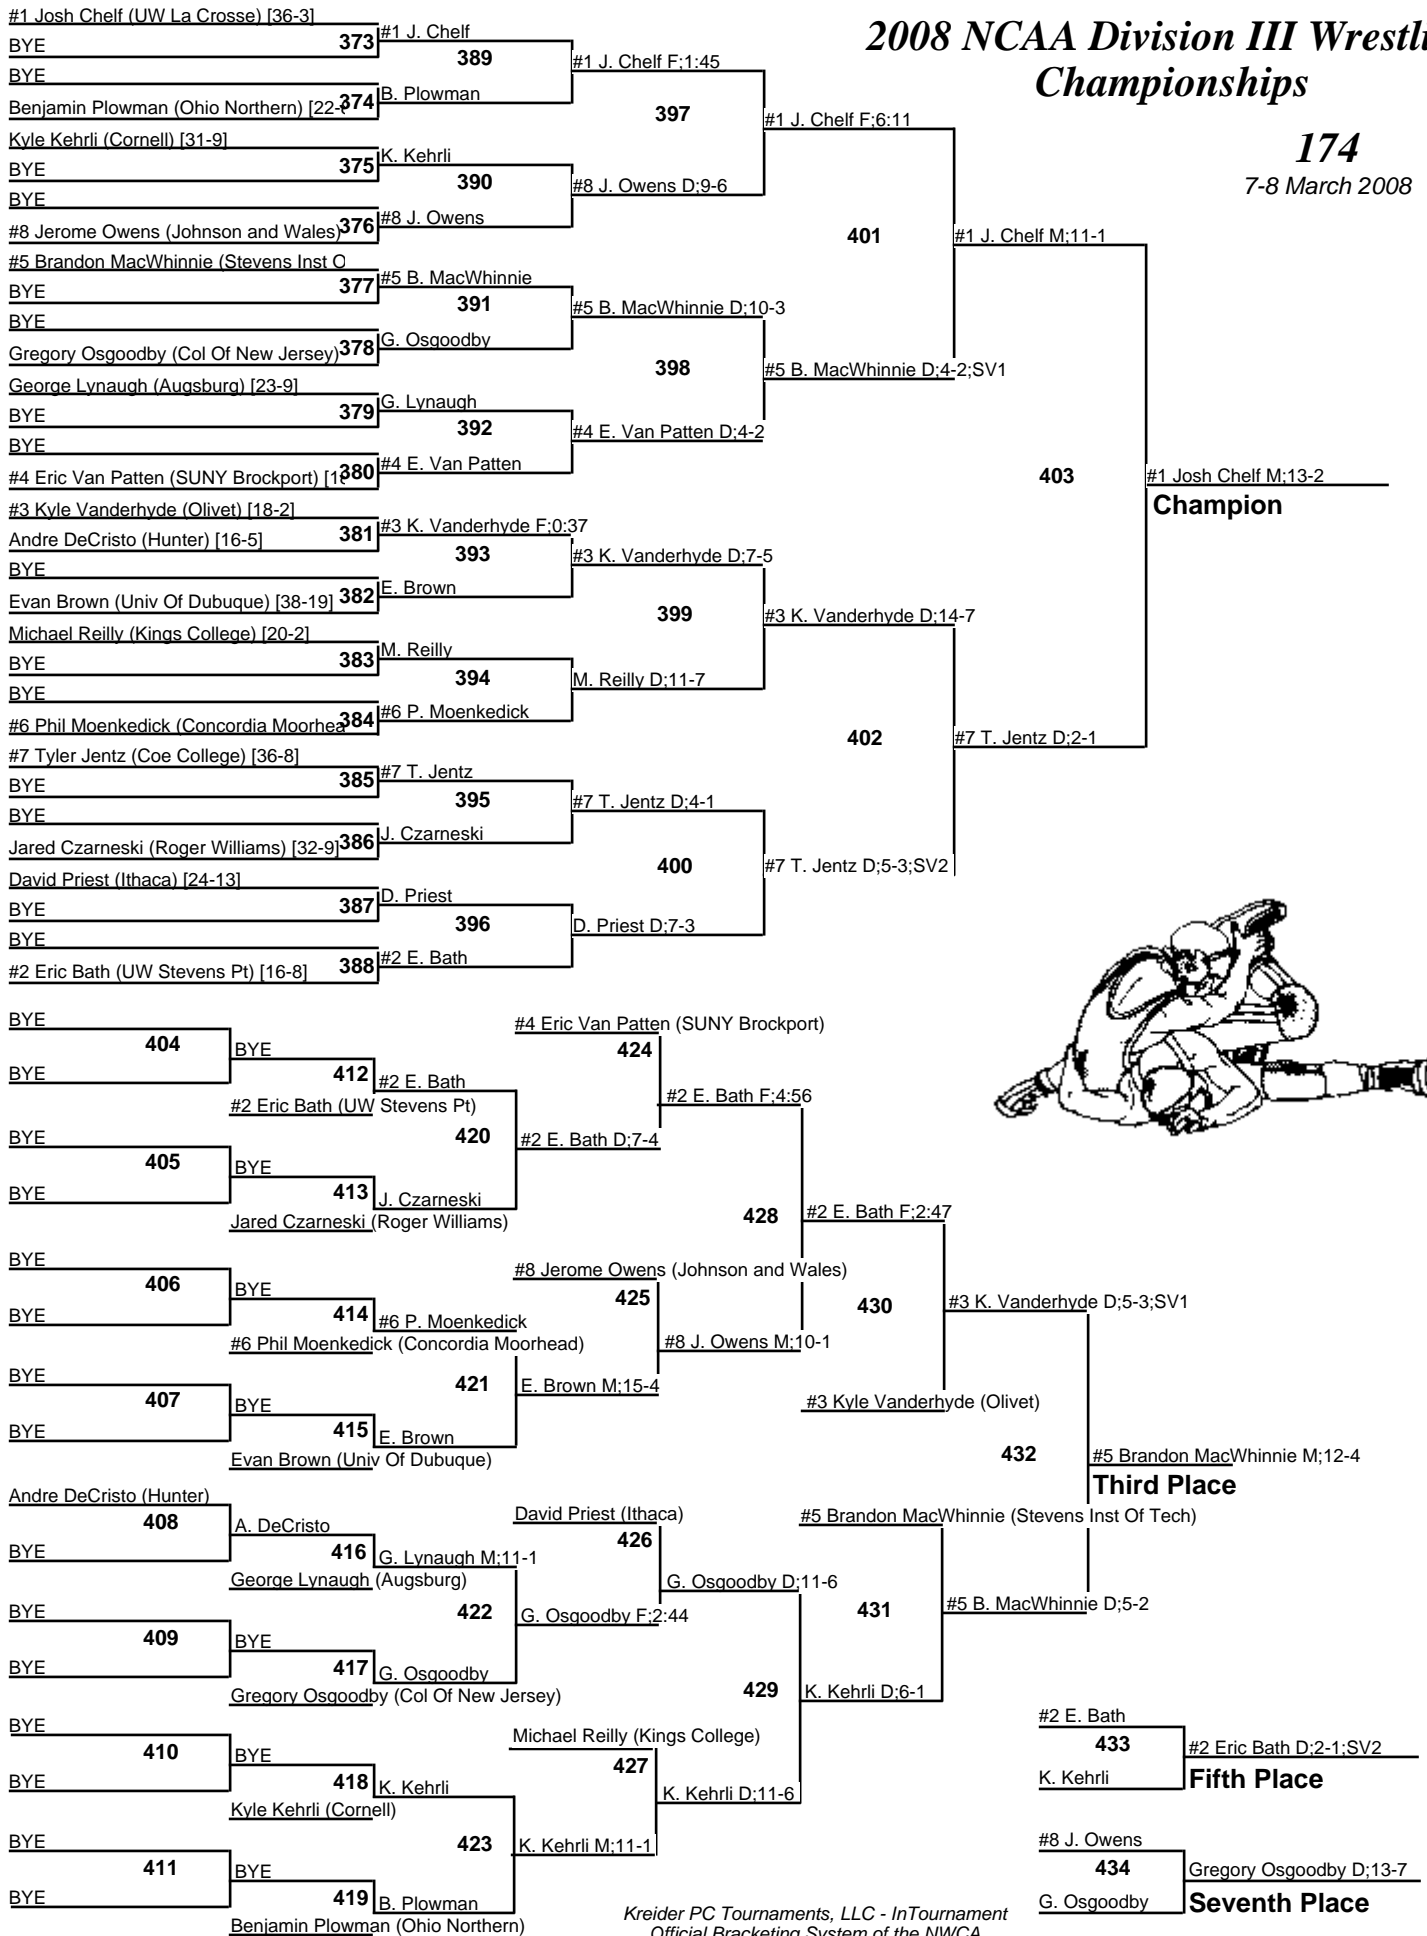 #1 Josh Chelf (UW La Crosse) [36-3]
BYE
373
BYE
Benjamin Plowman (Ohio Northern) [22-
374
Kyle Kehrli (Cornell) [31-9]
BYE
375
BYE
#8 Jerome Owens (Johnson and Wales)
376
#5 Brandon MacWhinnie (Stevens Inst O
BYE
377
BYE
Gregory Osgoodby (Col Of New Jersey)
378
George Lynaugh (Augsburg) [23-9]
BYE
379
BYE
#4 Eric Van Patten (SUNY Brockport) [1
380
#3 Kyle Vanderhyde (Olivet) [18-2]
Andre DeCristo (Hunter) [16-5]
381
BYE
Evan Brown (Univ Of Dubuque) [38-19]
382
Michael Reilly (Kings College) [20-2]
BYE
383
BYE
#6 Phil Moenkedick (Concordia Moorhea
384
#7 Tyler Jentz (Coe College) [36-8]
BYE
385
BYE
Jared Czarneski (Roger Williams) [32-9]
386
David Priest (Ithaca) [24-13]
BYE
387
BYE
#2 Eric Bath (UW Stevens Pt) [16-8]
388
#1 J. Chelf
389
B. Plowman
K. Kehrli
390
#8 J. Owens
#5 B. MacWhinnie
391
G. Osgoodby
G. Lynaugh
392
#4 E. Van Patten
#3 K. Vanderhyde F;0:37
393
E. Brown
M. Reilly
394
#6 P. Moenkedick
#7 T. Jentz
395
J. Czarneski
D. Priest
396
#2 E. Bath
#1 J. Chelf F;1:45
397
#8 J. Owens D;9-6
#5 B. MacWhinnie D;10-3
398
#4 E. Van Patten D;4-2
#3 K. Vanderhyde D;7-5
399
M. Reilly D;11-7
#7 T. Jentz D;4-1
400
D. Priest D;7-3
#1 J. Chelf F;6:11
401
#5 B. MacWhinnie D;4-2;SV1
#3 K. Vanderhyde D;14-7
402
#7 T. Jentz D;5-3;SV2
#1 J. Chelf M;11-1
403
#7 T. Jentz D;2-1
#1 Josh Chelf M;13-2
Champion
2008 NCAA Division III Wrestli
Championships
174
7-8 March 2008
BYE
404
BYE
BYE
405
BYE
BYE
406
BYE
BYE
407
BYE
Andre DeCristo (Hunter)
408
BYE
BYE
409
BYE
BYE
410
BYE
BYE
411
BYE
BYE
412
#2 Eric Bath (UW Stevens Pt)
BYE
413
Jared Czarneski (Roger Williams)
BYE
414
#6 Phil Moenkedick (Concordia Moorhead)
BYE
415
Evan Brown (Univ Of Dubuque)
A. DeCristo
416
George Lynaugh (Augsburg)
BYE
417
Gregory Osgoodby (Col Of New Jersey)
BYE
418
Kyle Kehrli (Cornell)
BYE
419
Benjamin Plowman (Ohio Northern)
#2 E. Bath
420
J. Czarneski
#6 P. Moenkedick
421
E. Brown
G. Lynaugh M;11-1
422
G. Osgoodby
K. Kehrli
423
B. Plowman
#4 Eric Van Patten (SUNY Brockport)
424
#2 E. Bath D;7-4
#8 Jerome Owens (Johnson and Wales)
425
E. Brown M;15-4
David Priest (Ithaca)
426
G. Osgoodby F;2:44
Michael Reilly (Kings College)
427
K. Kehrli M;11-1
#2 E. Bath F;4:56
428
#8 J. Owens M;10-1
G. Osgoodby D;11-6
429
K. Kehrli D;11-6
#2 E. Bath F;2:47
430
#3 Kyle Vanderhyde (Olivet)
#5 Brandon MacWhinnie (Stevens Inst Of Tech)
431
K. Kehrli D;6-1
#3 K. Vanderhyde D;5-3;SV1
432
#5 B. MacWhinnie D;5-2
#5 Brandon MacWhinnie M;12-4
Third Place
#2 E. Bath
433
K. Kehrli
#2 Eric Bath D;2-1;SV2
Fifth Place
#8 J. Owens
434
G. Osgoodby
Gregory Osgoodby D;13-7
Seventh Place
Kreider PC Tournaments, LLC - InTournament
Official Bracketing System of the NWCA